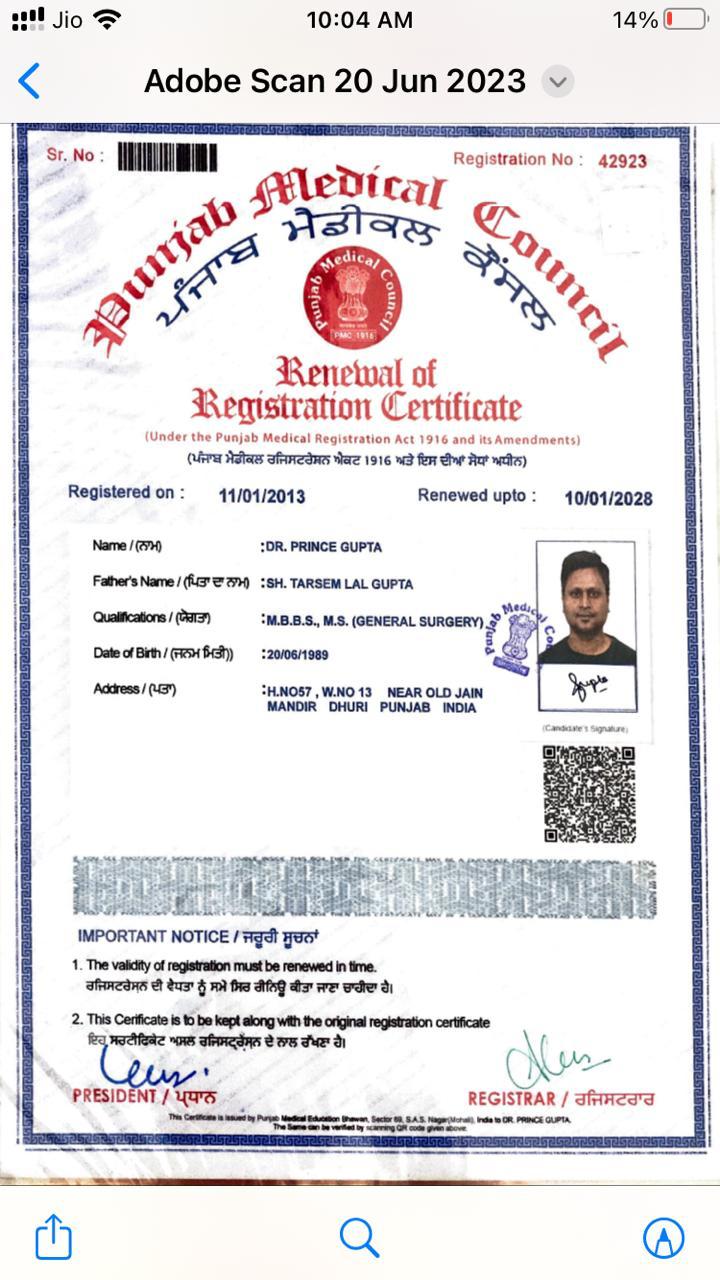 Jio
10:04 AM
14%
Adobe Scan 20 Jun 2023
Sr. No :
Registration No : 42923
Punjab Medical Council
ਪੰਜਾਬ ਮੈਡੀਕਲ ਕੌਂਸਲ
Punjab Medical Council
PMC 1916
Renewal of
Registration Certificate
(Under the Punjab Medical Registration Act 1916 and its Amendments)
(ਪੰਜਾਬ ਮੈਡੀਕਲ ਰਜਿਸਟਰੇਸ਼ਨ ਐਕਟ 1916 ਅਤੇ ਇਸ ਦੀਆਂ ਸੋਧਾਂ ਅਧੀਨ)
Registered on : 11/01/2013 Renewed upto : 10/01/2028
Name / (ਨਾਮ) :DR. PRINCE GUPTA
Father's Name / (ਪਿਤਾ ਦਾ ਨਾਮ) :SH. TARSEM LAL GUPTA
Qualifications / (ਯੋਗਤਾ) :M.B.B.S., M.S. (GENERAL SURGERY)
Punjab Medical Co
Date of Birth / (ਜਨਮ ਮਿਤੀ)) :20/06/1989
Address / (ਪਤਾ) :H.NO57 , W.NO 13 NEAR OLD JAIN
MANDIR DHURI PUNJAB INDIA
Gupta
(Candidate's Signature)
IMPORTANT NOTICE / ਜਰੂਰੀ ਸੂਚਨਾਂ
1. The validity of registration must be renewed in time.
ਰਜਿਸਟਰੇਸ਼ਨ ਦੀ ਵੈਧਤਾ ਨੂੰ ਸਮੇਂ ਸਿਰ ਰੀਨਿਊ ਕੀਤਾ ਜਾਣਾ ਚਾਹੀਦਾ ਹੈ।
2. This Cerificate is to be kept along with the original registration certificate
ਇਹ ਸਰਟੀਫਿਕੇਟ ਅਸਲ ਰਜਿਸਟ੍ਰੇਸ਼ਨ ਦੇ ਨਾਲ ਰੱਖਣਾ ਹੈ।
PRESIDENT / ਪ੍ਰਧਾਨ
REGISTRAR / ਰਜਿਸਟਰਾਰ
This Certificate is issued by Punjab Medical Education Bhawan, Sector 69, S.A.S. Nagar(Mohali), India to DR. PRINCE GUPTA.
The Same can be verified by scanning QR code given above.